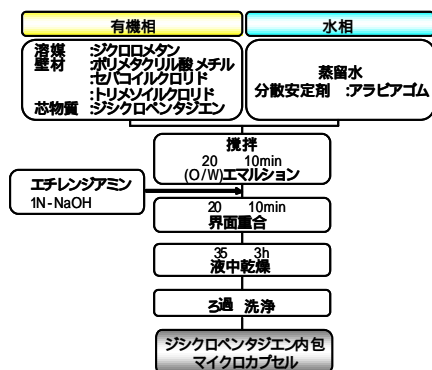 有機相
溶媒 :ジクロロメタン
壁材 :ポリメタクリル酸メチル
:セバコイルクロリド
:トリメソイルクロリド
芯物質 :ジシクロペンタジエン
水相
蒸留水
分散安定剤 :アラビアゴム
攪拌
20 10min
(O/W)エマルション
エチレンジアミン
1N-NaOH
20 10min
界面重合
35 3h
液中乾燥
ろ過 洗浄
ジシクロペンタジエン内包
マイクロカプセル